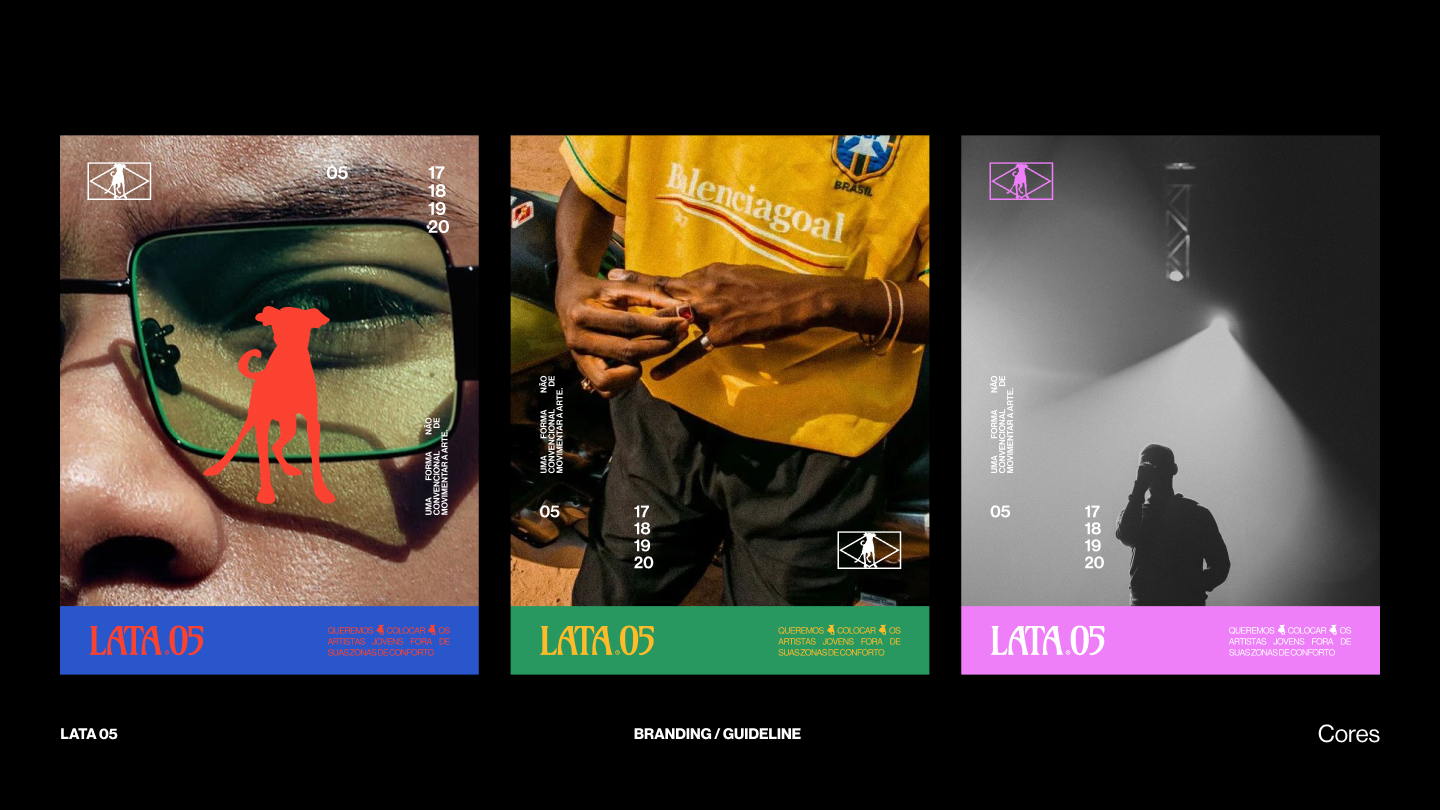 05
17
18
19
20
UMA FORMA NÃO
CONVENCIONAL DE
MOVIMENTAR A ARTE.
LATA.05
QUEREMOS COLOCAR OS
ARTISTAS JOVENS FORA DE
SUAS ZONAS DE CONFORTO
Balenciagoal
BRASIL
UMA FORMA NÃO
CONVENCIONAL DE
MOVIMENTAR A ARTE.
05
17
18
19
20
LATA®05
QUEREMOS COLOCAR OS
ARTISTAS JOVENS FORA DE
SUAS ZONAS DE CONFORTO
UMA FORMA NÃO
CONVENCIONAL DE
MOVIMENTAR A ARTE.
05
17
18
19
20
LATA®05
QUEREMOS COLOCAR OS
ARTISTAS JOVENS FORA DE
SUAS ZONAS DE CONFORTO
LATA 05
BRANDING / GUIDELINE
Cores